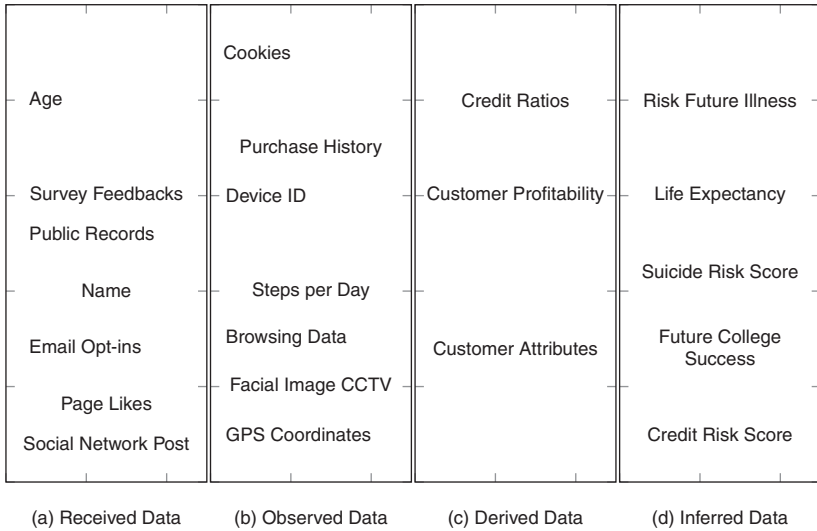 Age
Survey Feedbacks
Public Records
Name
Email Opt-ins
Page Likes
Social Network Post
(a) Received Data
Cookies
Purchase History
Device ID
Steps per Day
Browsing Data
Facial Image CCTV
GPS Coordinates
(b) Observed Data
Credit Ratios
Customer Profitability
Customer Attributes
(c) Derived Data
Risk Future Illness
Life Expectancy
Suicide Risk Score
Future College
Success
Credit Risk Score
(d) Inferred Data